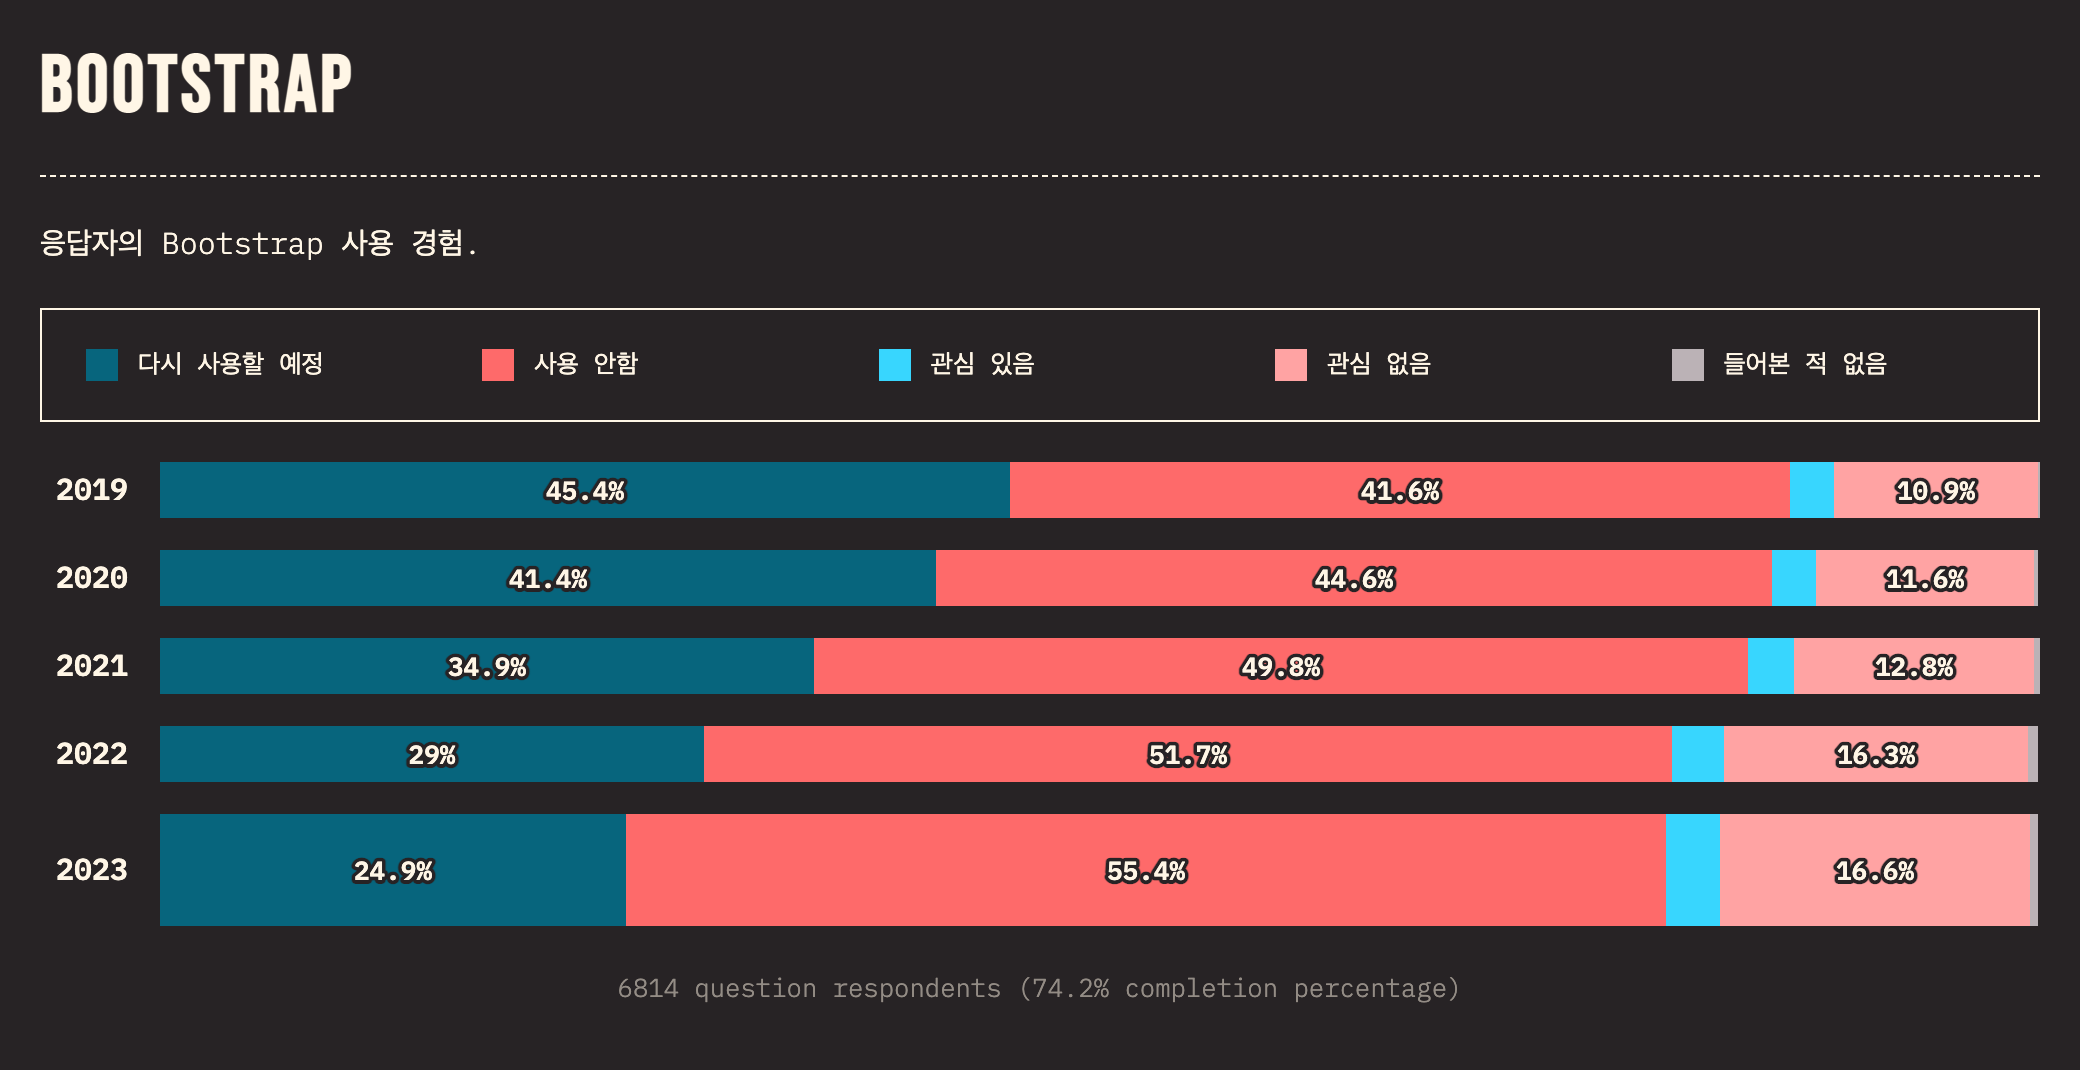 BOOTSTRAP
응답자의 Bootstrap 사용 경험.
다시 사용할 예정 사용 안함 관심 있음 관심 없음 들어본 적 없음
2019 45.4% 41.6% 10.9%
2020 41.4% 44.6% 11.6%
2021 34.9% 49.8% 12.8%
2022 29% 51.7% 16.3%
2023 24.9% 55.4% 16.6%
6814 question respondents (74.2% completion percentage)